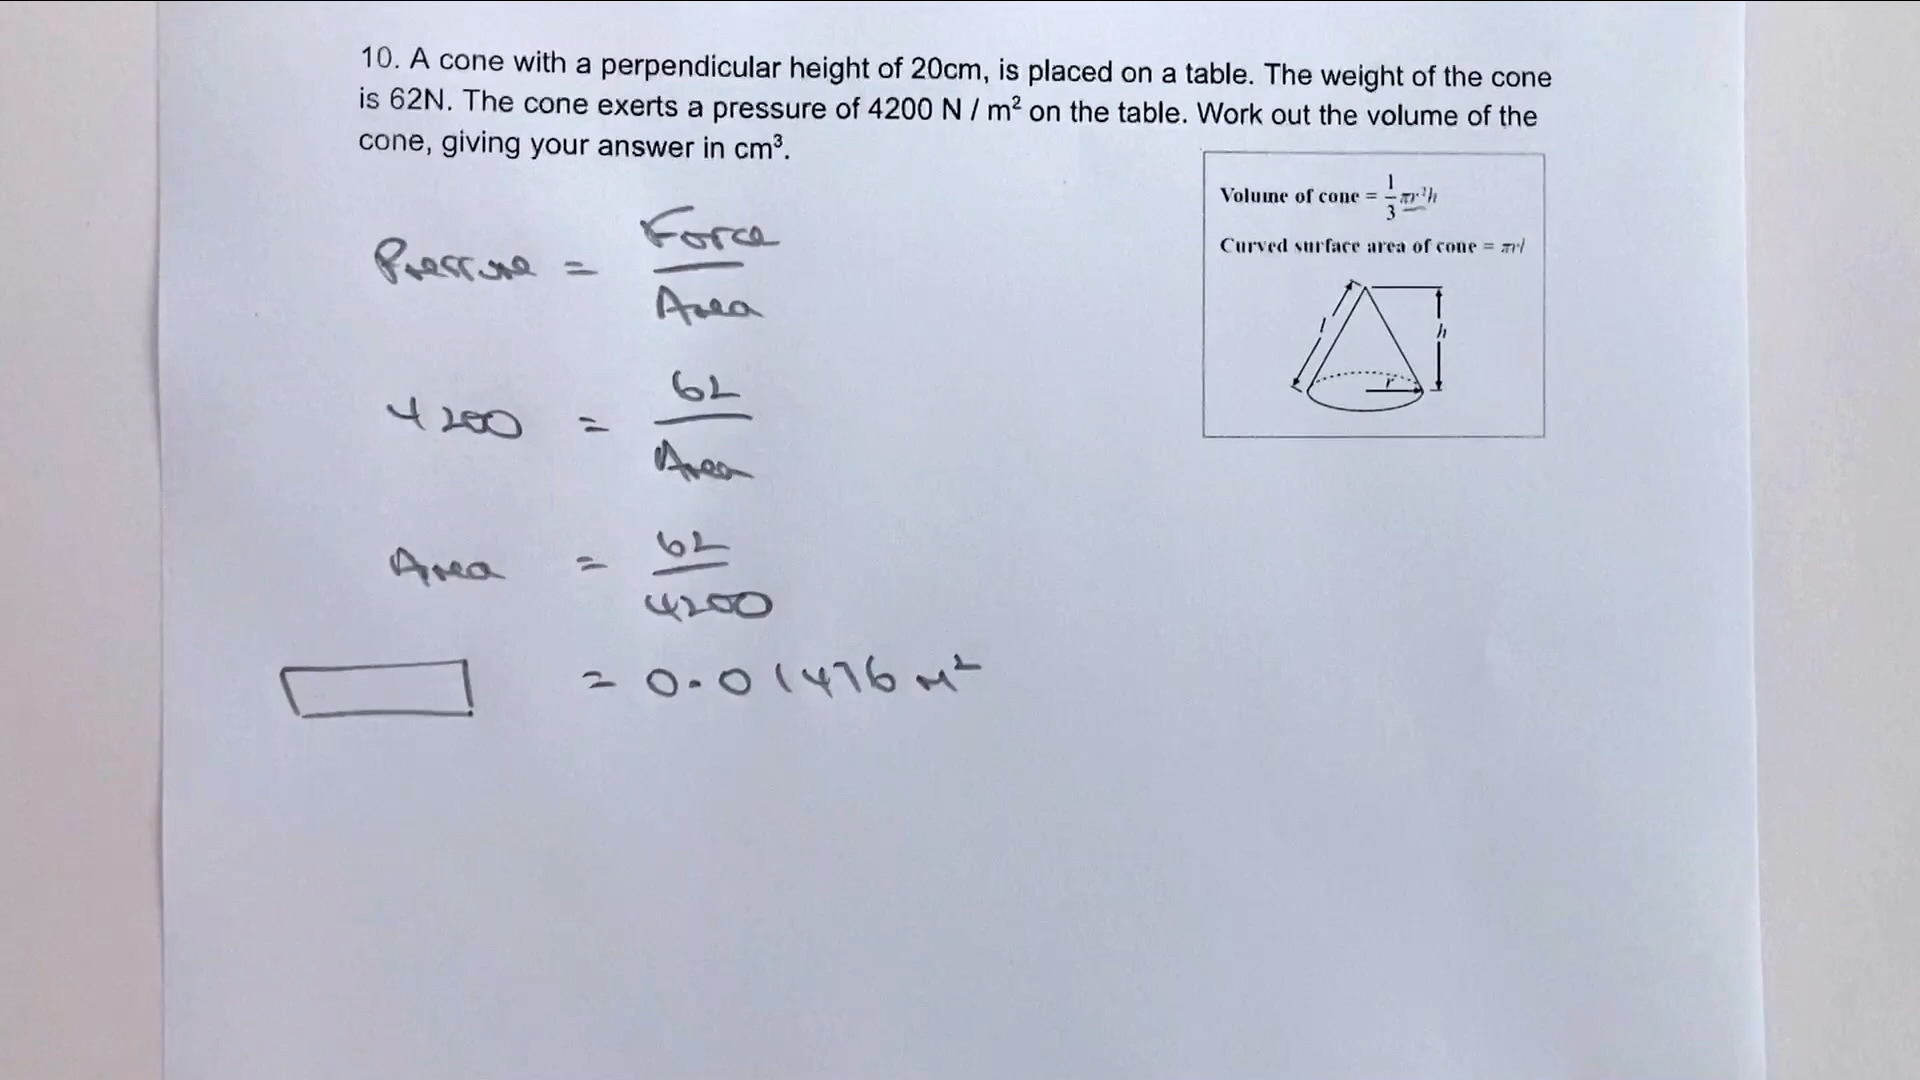 10. A cone with a perpendicular height of 20cm, is placed on a table. The weight of the cone
is 62N. The cone exerts a pressure of 4200 N / m² on the table. Work out the volume of the
cone, giving your answer in cm³.
Volume of cone = 1/3 πr²h
Curved surface area of cone = πrl
l
h
r
Pressure = Force / Area
4200 = 62 / Area
Area = 62 / 4200
= 0.01476 m²